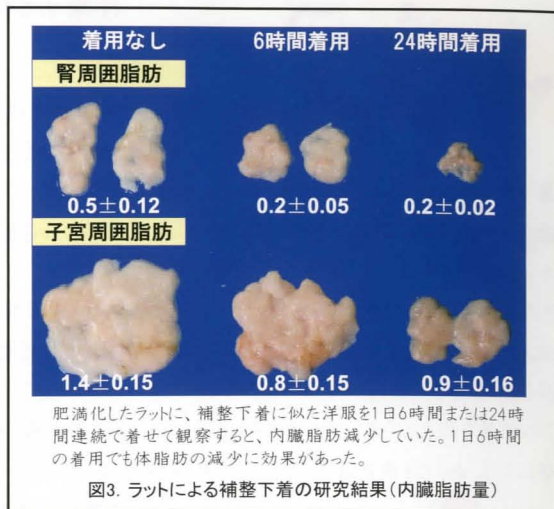 着用なし 6時間着用 24時間着用
腎周囲脂肪
0.5±0.12 0.2±0.05 0.2±0.02
子宮周囲脂肪
1.4±0.15 0.8±0.15 0.9±0.16
肥満化したラットに、補整下着に似た洋服を1日6時間または24時
間連続で着せて観察すると、内臓脂肪減少していた。1日6時間
の着用でも体脂肪の減少に効果があった。
図3. ラットによる補整下着の研究結果(内臓脂肪量)